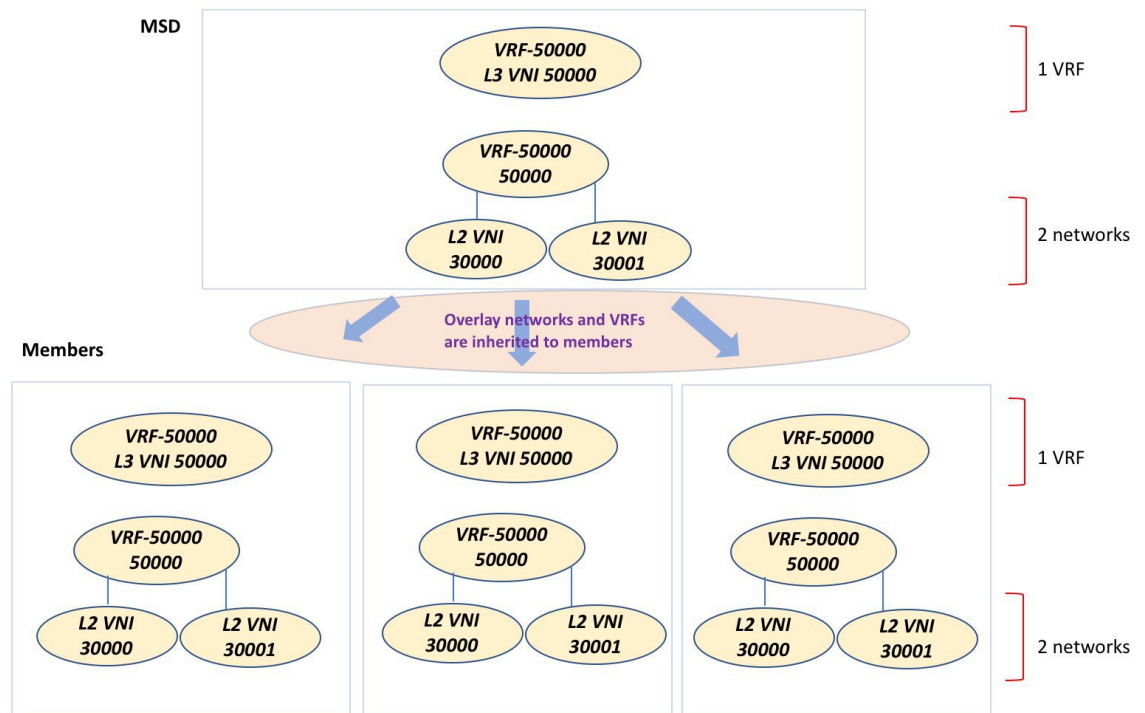 MSD
VRF-50000
L3 VNI 50000
1 VRF
VRF-50000
50000
L2 VNI
30000
L2 VNI
30001
2 networks
Overlay networks and VRFs
are inherited to members
Members
VRF-50000
L3 VNI 50000
VRF-50000
L3 VNI 50000
VRF-50000
L3 VNI 50000
1 VRF
VRF-50000
50000
VRF-50000
50000
VRF-50000
50000
L2 VNI
30000
L2 VNI
30001
L2 VNI
30000
L2 VNI
30001
L2 VNI
30000
L2 VNI
30001
2 networks